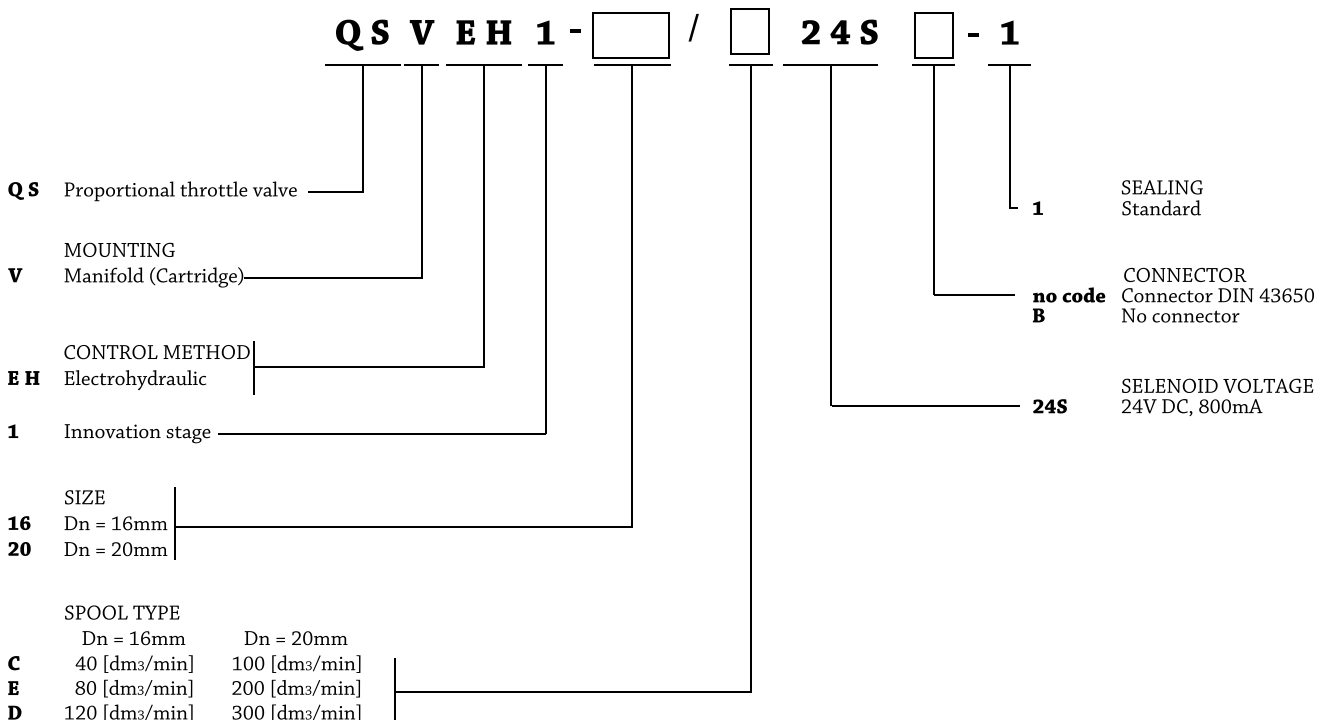 QS V EH 1 - / 24S - 1
QS Proportional throttle valve
MOUNTING
V Manifold (Cartridge)
CONTROL METHOD
EH Electrohydraulic
1 Innovation stage
SIZE
16 Dn = 16mm
20 Dn = 20mm
SPOOL TYPE
Dn = 16mm Dn = 20mm
C 40 [dm3/min] 100 [dm3/min]
E 80 [dm3/min] 200 [dm3/min]
D 120 [dm3/min] 300 [dm3/min]
SEALING
1 Standard
CONNECTOR
no code Connector DIN 43650
B No connector
SELENOID VOLTAGE
24S 24V DC, 800mA